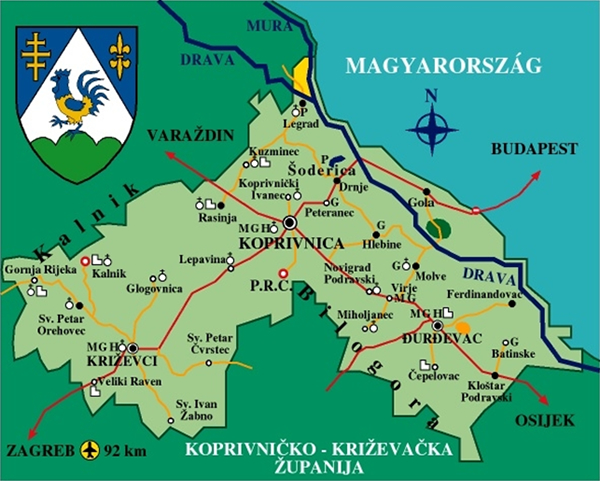 MURA
DRAVA
MAGYARORSZÁG
N
VARAŽDIN
BUDAPEST
P
Legrad
Kuzminec
Šoderica
P
Koprivnički
Ivanec
Drnje
Rasinja
Peteranec
G
Gola
M G H
KOPRIVNICA
G
Hlebine
Kalnik
Lepavina
Gornja Rijeka
Kalnik
Glogovnica
P.R.C.
Novigrad
Podravski
G
Molve
DRAVA
Virje
M G
Ferdinandovac
Sv. Petar
Orehovec
Bilogora
Miholjanec
M G H
ĐURĐEVAC
M G H
KRIŽEVCI
Sv. Petar
Čvrstec
G
Batinske
Veliki Raven
Čepelovac
Kloštar
Podravski
Sv. Ivan
Žabno
OSIJEK
ZAGREB 92 km
KOPRIVNIČKO - KRIŽEVAČKA
ŽUPANIJA